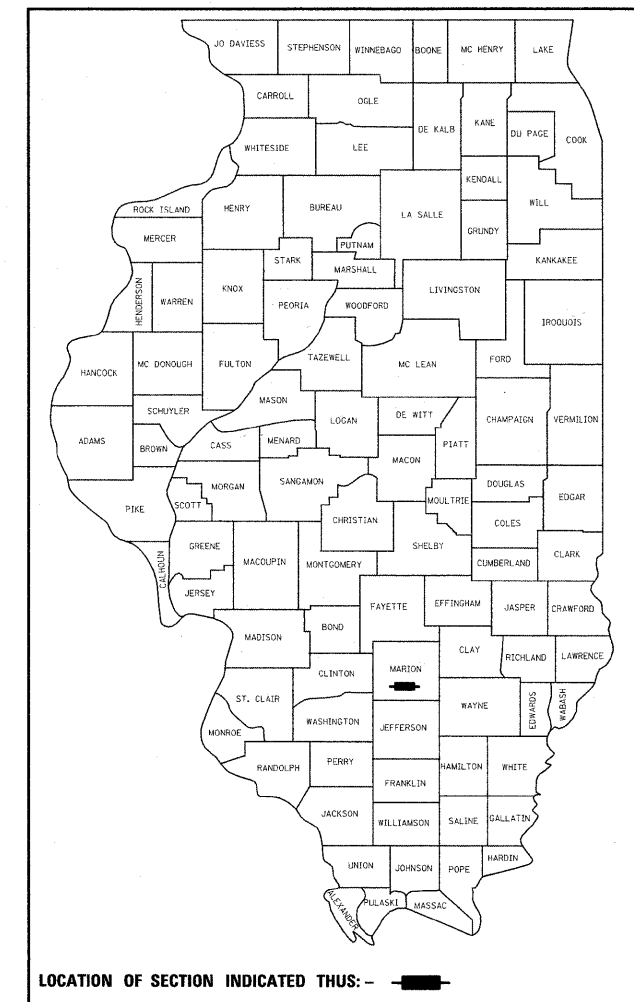 JO DAVIESS STEPHENSON WINNEBAGO BOONE MC HENRY LAKE
CARROLL OGLE DE KALB KANE DU PAGE COOK
WHITESIDE LEE
KENDALL WILL
ROCK ISLAND HENRY BUREAU LA SALLE GRUNDY
MERCER PUTNAM KANKAKEE
STARK MARSHALL
HENDERSON WARREN KNOX PEORIA WOODFORD LIVINGSTON IROQUOIS
HANCOCK MC DONOUGH FULTON TAZEWELL MC LEAN FORD
SCHUYLER MASON LOGAN DE WITT CHAMPAIGN VERMILION
ADAMS BROWN CASS MENARD MACON PIATT
MORGAN SANGAMON DOUGLAS EDGAR
PIKE SCOTT CHRISTIAN MOULTRIE COLES
CALHOUN GREENE MACOUPIN MONTGOMERY SHELBY CUMBERLAND CLARK
JERSEY FAYETTE EFFINGHAM JASPER CRAWFORD
MADISON BOND
CLAY RICHLAND LAWRENCE
CLINTON MARION
ST. CLAIR WASHINGTON WAYNE EDWARDS WABASH
MONROE JEFFERSON
RANDOLPH PERRY HAMILTON WHITE
FRANKLIN
JACKSON WILLIAMSON SALINE GALLATIN
UNION JOHNSON POPE HARDIN
ALEXANDER PULASKI MASSAC
LOCATION OF SECTION INDICATED THUS: -